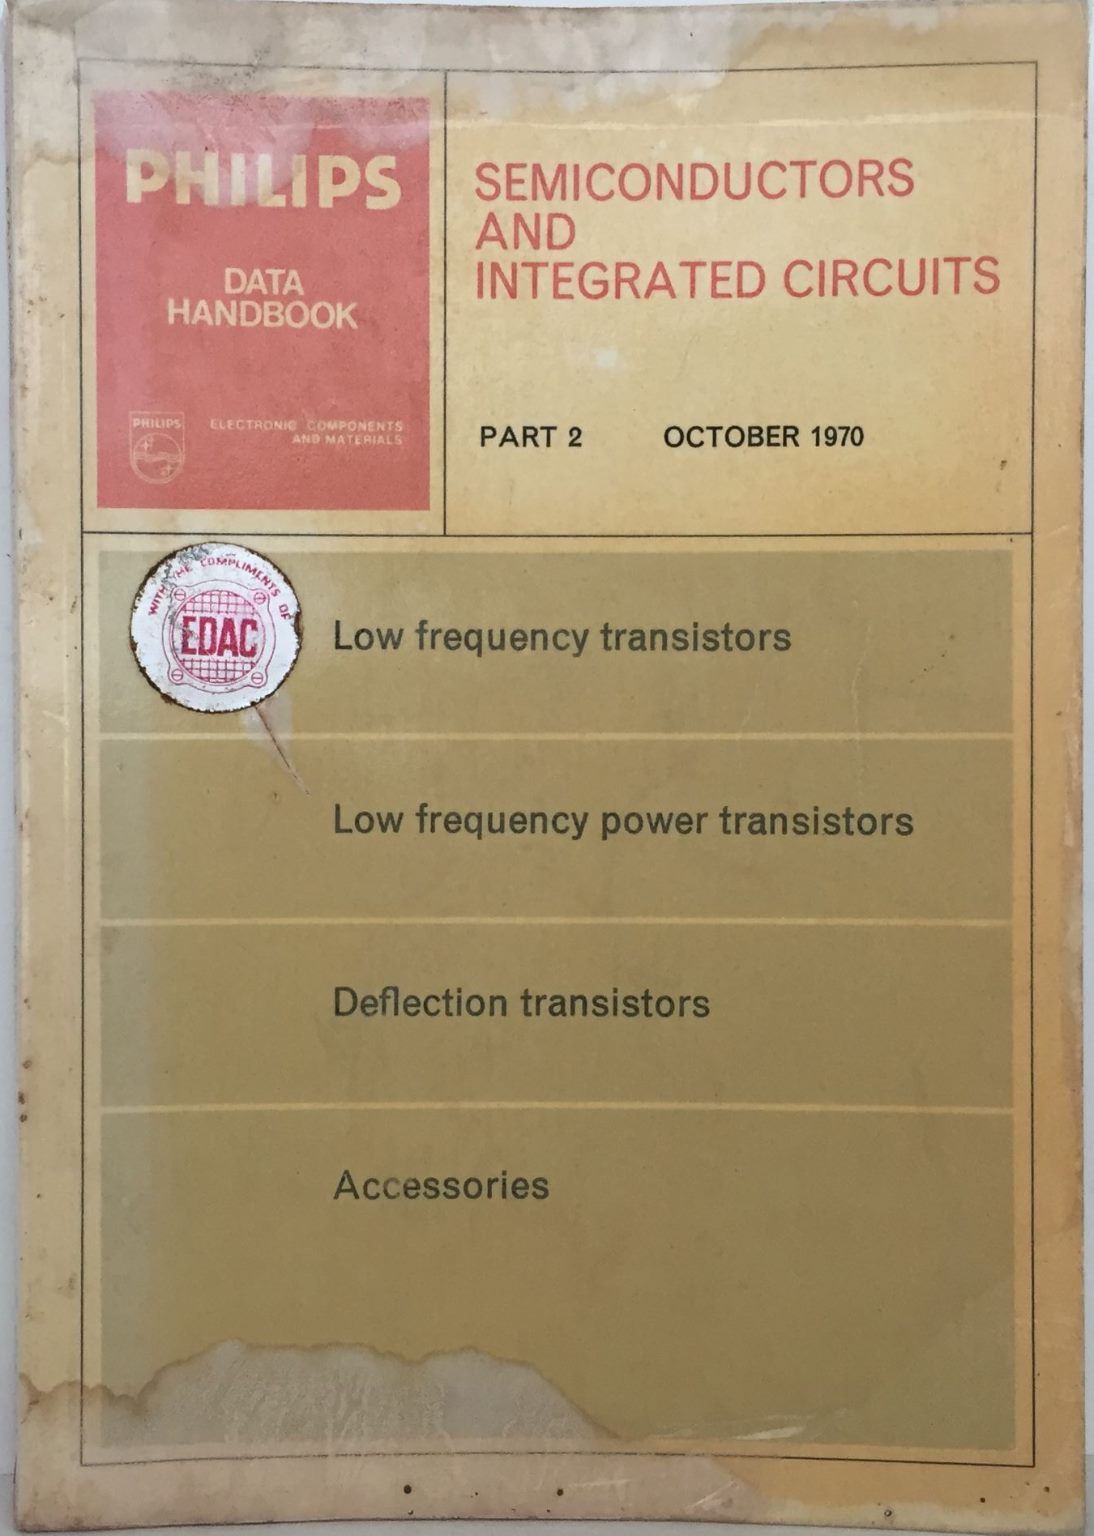 PHILIPS
DATA
HANDBOOK
PHILIPS
ELECTRONIC COMPONENTS
AND MATERIALS
SEMICONDUCTORS
AND
INTEGRATED CIRCUITS
PART 2 OCTOBER 1970
WITH THE COMPLIMENTS OF
EDAC
Low frequency transistors
Low frequency power transistors
Deflection transistors
Accessories